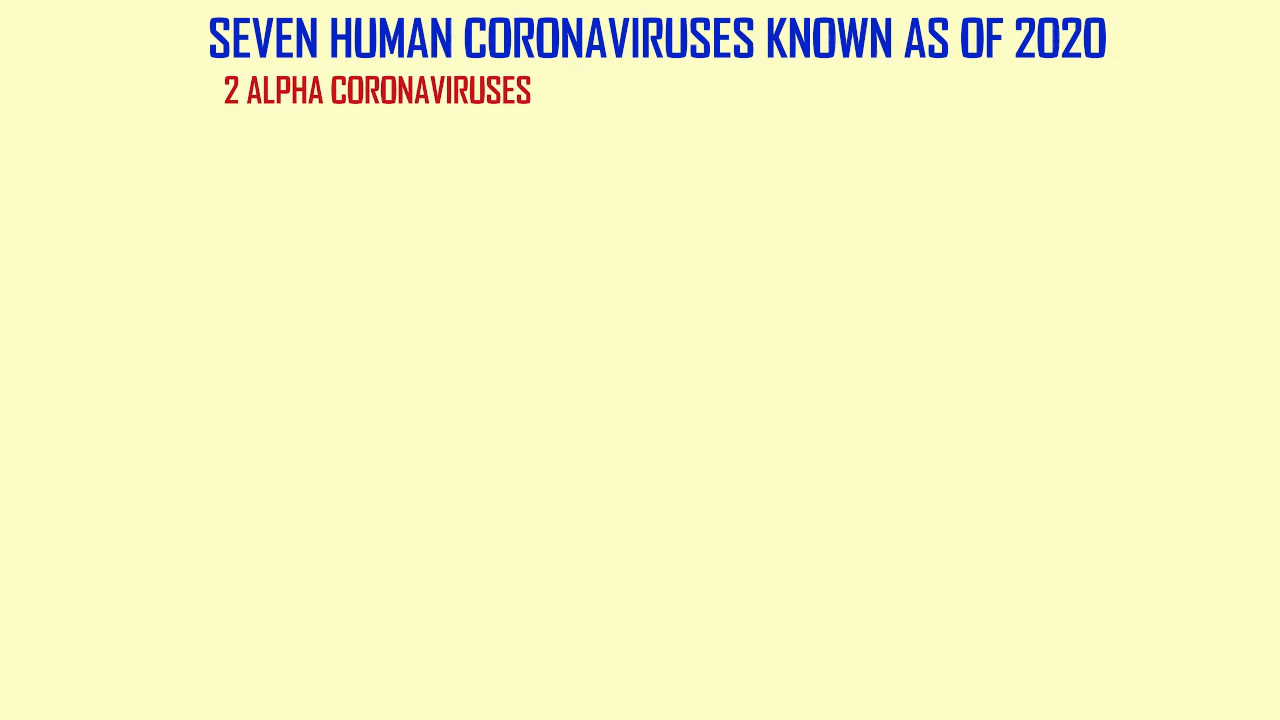 SEVEN HUMAN CORONAVIRUSES KNOWN AS OF 2020
2 ALPHA CORONAVIRUSES